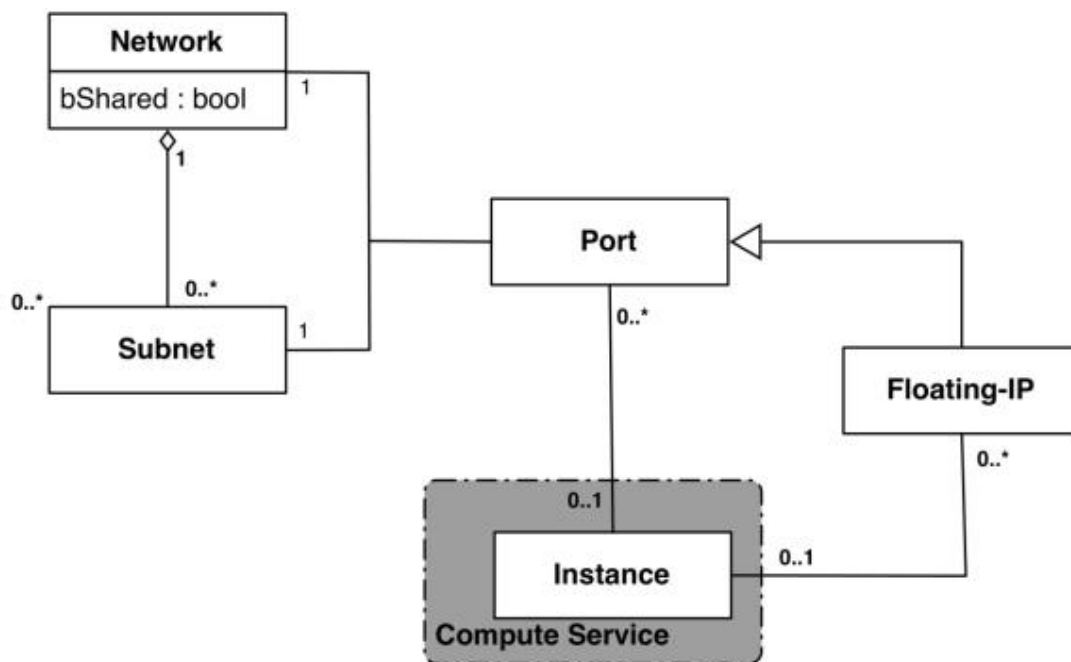 Network
bShared : bool
1
1
0..*
0..*
Subnet
1
Port
0..*
Floating-IP
0..*
0..1
Instance
0..1
Compute Service